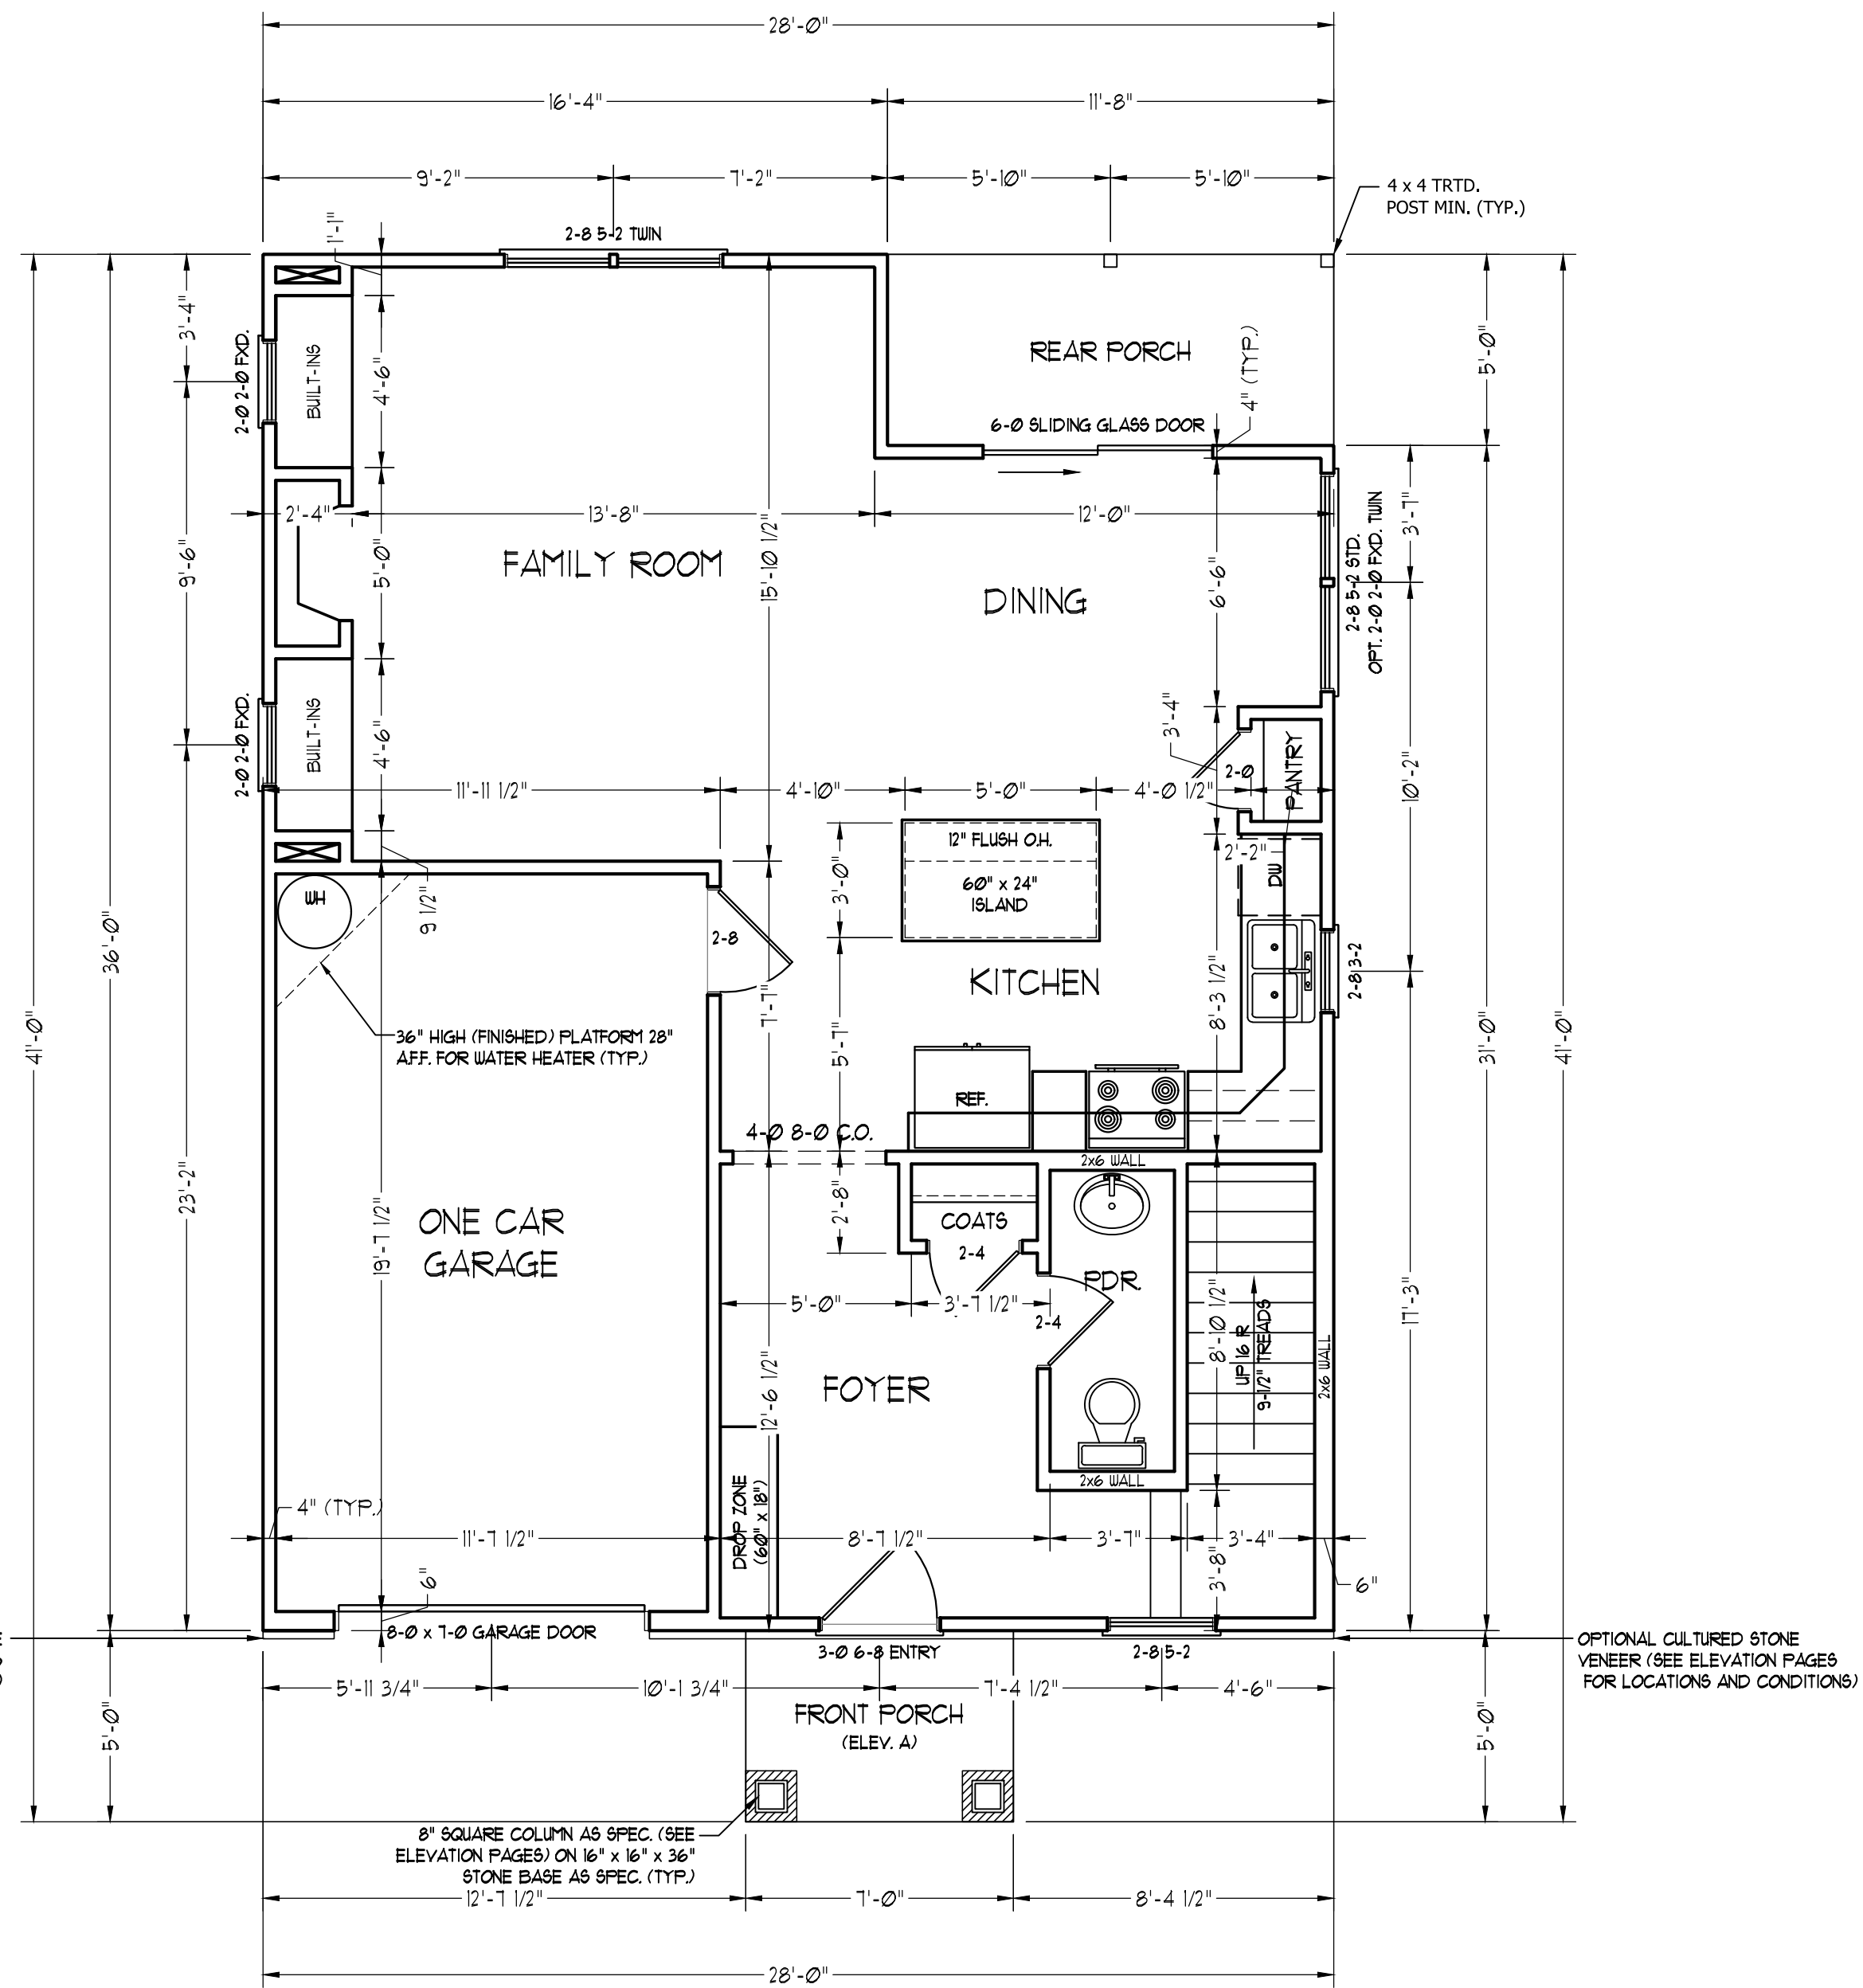 28'-0"
16'-4"
11'-8"
9'-2"
7'-2"
5'-10"
5'-10"
4 x 4 TRTD.
POST MIN. (TYP.)
2-8 5-2 TWIN
1'-1"
3'-4"
2-0 2-0 FXD.
BUILT-INS
4'-6"
REAR PORCH
4" (TYP.)
5'-0"
6-0 SLIDING GLASS DOOR
2'-4"
13'-8"
12'-0"
3'-7"
2-8 5-2 STD.
OPT. 2-0 2-0 FXD. TWIN
9'-6"
5'-0"
FAMILY ROOM
15'-10 1/2"
DINING
6'-6"
2-0 2-0 FXD.
BUILT-INS
4'-6"
3'-4"
2-0
PANTRY
10'-2"
11'-11 1/2"
4'-10"
5'-0"
4'-0 1/2"
12" FLUSH O.H.
60" x 24"
ISLAND
3'-0"
2'-2"
DW
WH
9 1/2"
2-8
36'-0"
41'-0"
KITCHEN
8'-3 1/2"
2-8 3-2
7'-7"
5'-7"
31'-0"
41'-0"
36" HIGH (FINISHED) PLATFORM 28"
A.F.F. FOR WATER HEATER (TYP.)
REF.
4-0 8-0 C.O.
2x6 WALL
23'-2"
19'-7 1/2"
ONE CAR
GARAGE
2'-8"
COATS
2-4
PDR.
5'-0"
3'-7 1/2"
2-4
8'-10 1/2"
UP 16 R
9-1/2" TREADS
2x6 WALL
17'-3"
FOYER
12'-6 1/2"
2x6 WALL
DROP ZONE
(60" x 18")
4" (TYP.)
11'-7 1/2"
8'-7 1/2"
3'-7"
3'-4"
3'-8"
6"
6"
8-0 x 7-0 GARAGE DOOR
3-0 6-8 ENTRY
2-8 5-2
OPTIONAL CULTURED STONE
VENEER (SEE ELEVATION PAGES
FOR LOCATIONS AND CONDITIONS)
5'-11 3/4"
10'-1 3/4"
7'-4 1/2"
4'-6"
5'-0"
FRONT PORCH
(ELEV. A)
5'-0"
8" SQUARE COLUMN AS SPEC. (SEE
ELEVATION PAGES) ON 16" x 16" x 36"
STONE BASE AS SPEC. (TYP.)
12'-7 1/2"
7'-0"
8'-4 1/2"
28'-0"